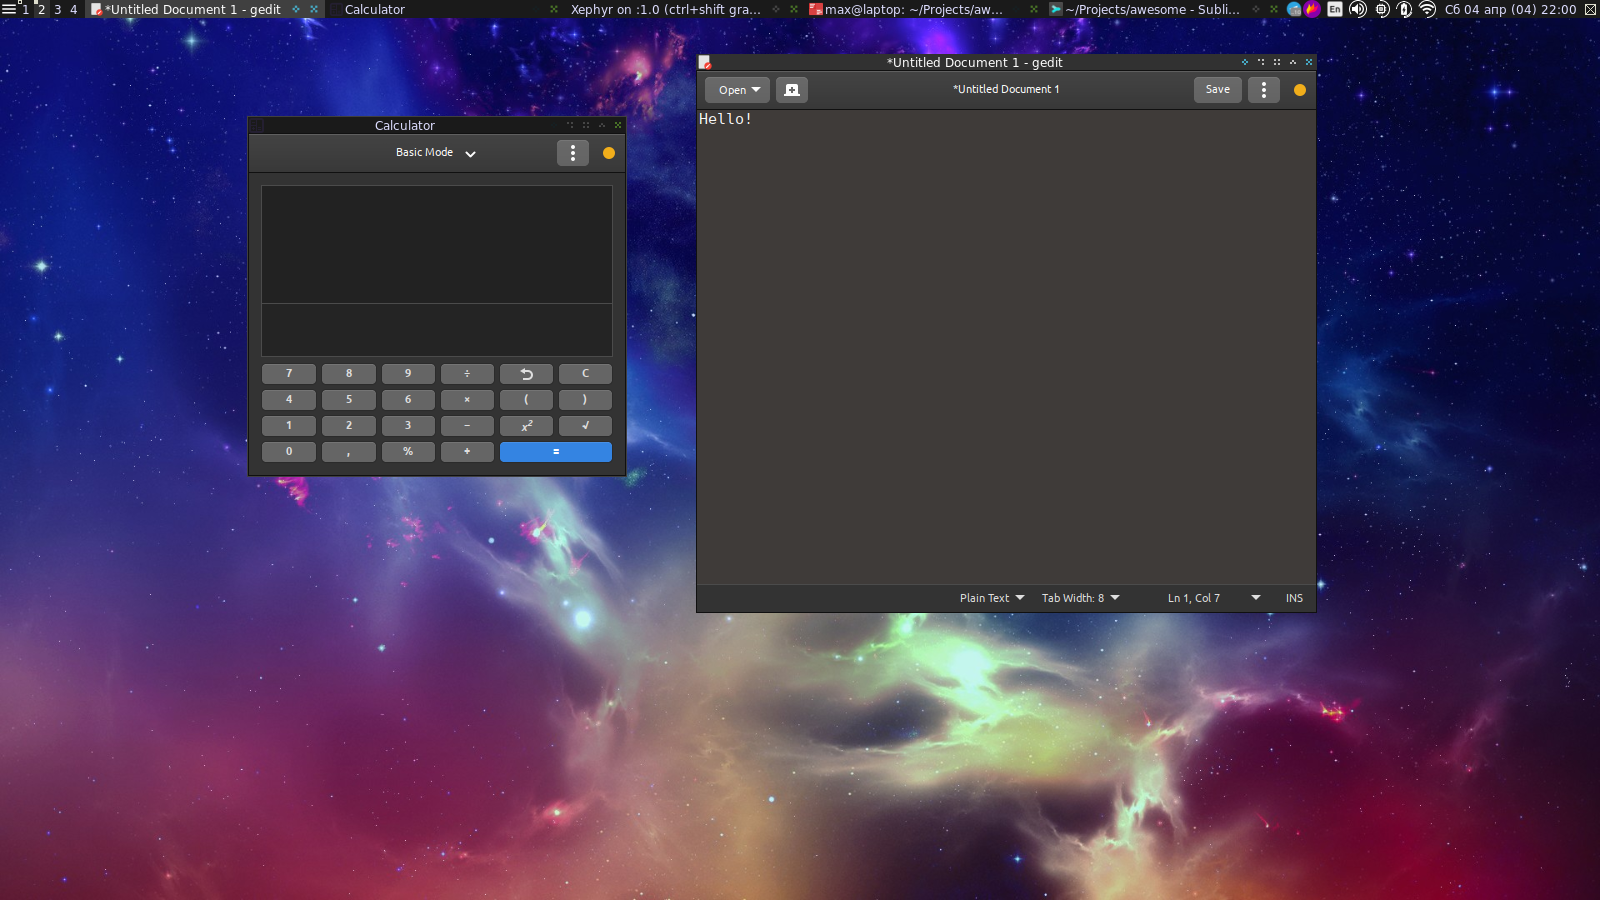 1 2 3 4 *Untitled Document 1 - gedit Calculator Xephyr on :1.0 (ctrl+shift gra... max@laptop: ~/Projects/aw... ~/Projects/awesome - Subli... En Сб 04 апр (04) 22:00
*Untitled Document 1 - gedit
Open *Untitled Document 1 Save
Hello!
Plain Text Tab Width: 8 Ln 1, Col 7 INS
Calculator
Basic Mode
7 8 9 ÷ C
4 5 6 × ( )
1 2 3 − x² √
0 , % + =